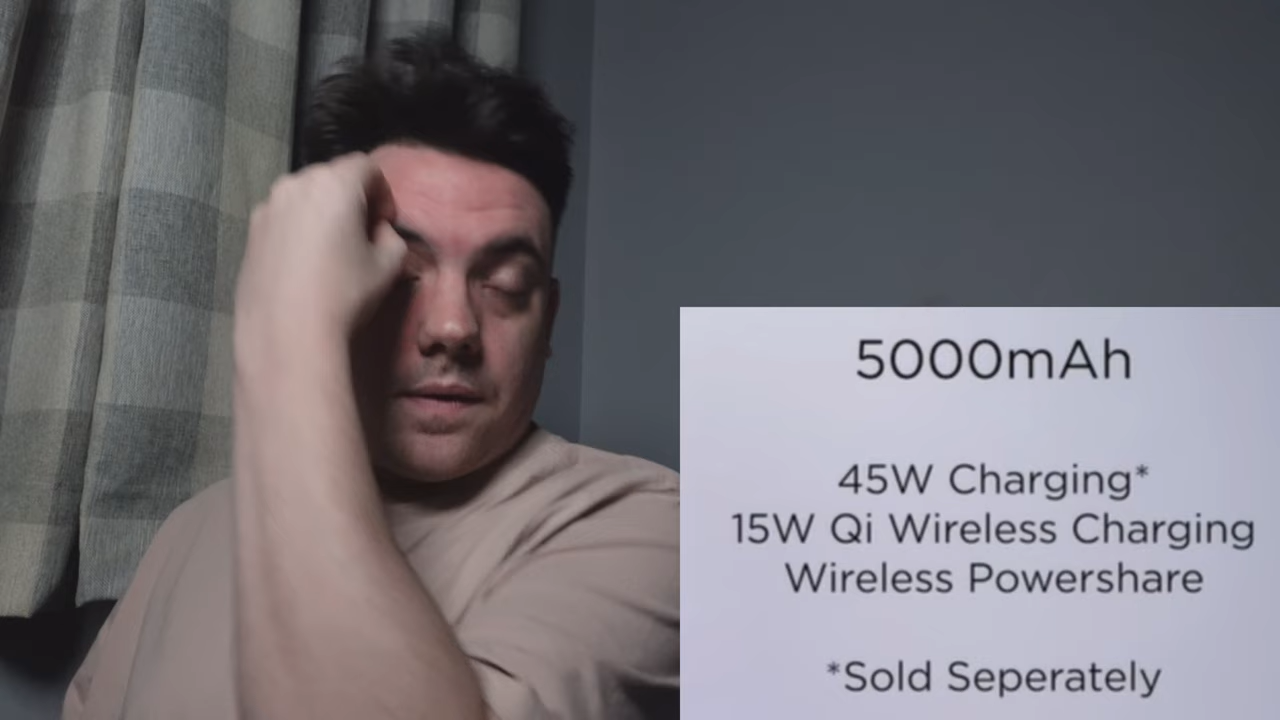 5000mAh
45W Charging*
15W Qi Wireless Charging
Wireless Powershare
*Sold Seperately